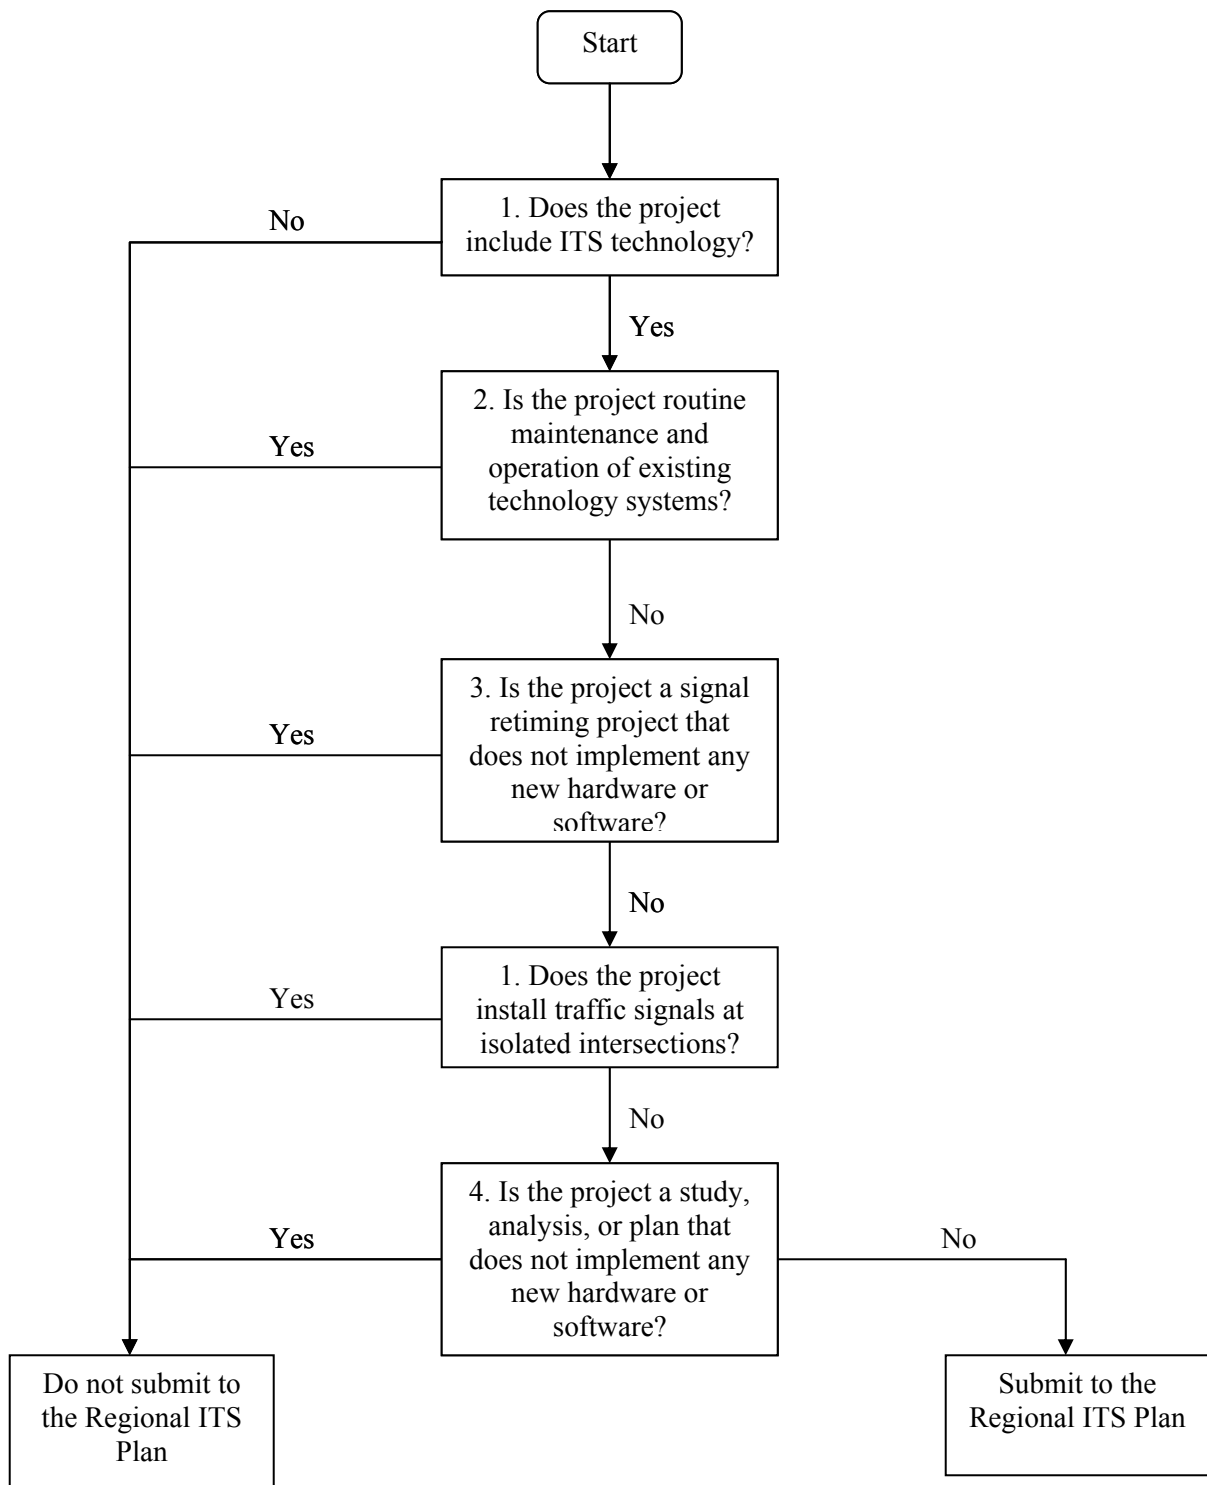 Start
1. Does the project
include ITS technology?
No
Yes
2. Is the project routine
maintenance and
operation of existing
technology systems?
Yes
No
3. Is the project a signal
retiming project that
does not implement any
new hardware or
software?
Yes
No
1. Does the project
install traffic signals at
isolated intersections?
Yes
No
4. Is the project a study,
analysis, or plan that
does not implement any
new hardware or
software?
Yes
No
Do not submit to
the Regional ITS
Plan
Submit to the
Regional ITS Plan